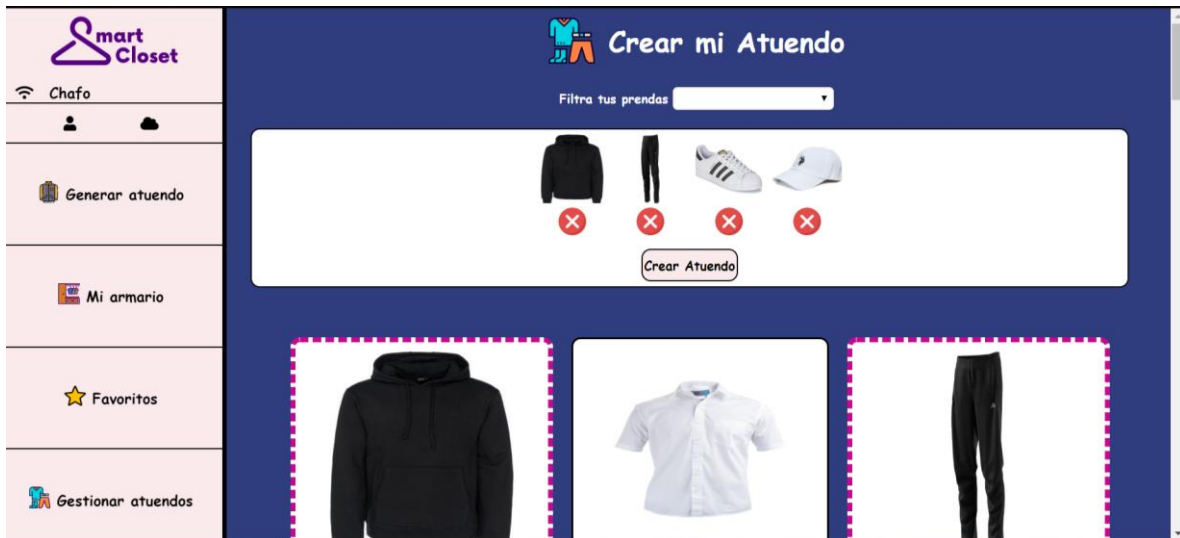 Smart
Closet
Chafo
Generar atuendo
Mi armario
Favoritos
Gestionar atuendos
Crear mi Atuendo
Filtra tus prendas
Crear Atuendo